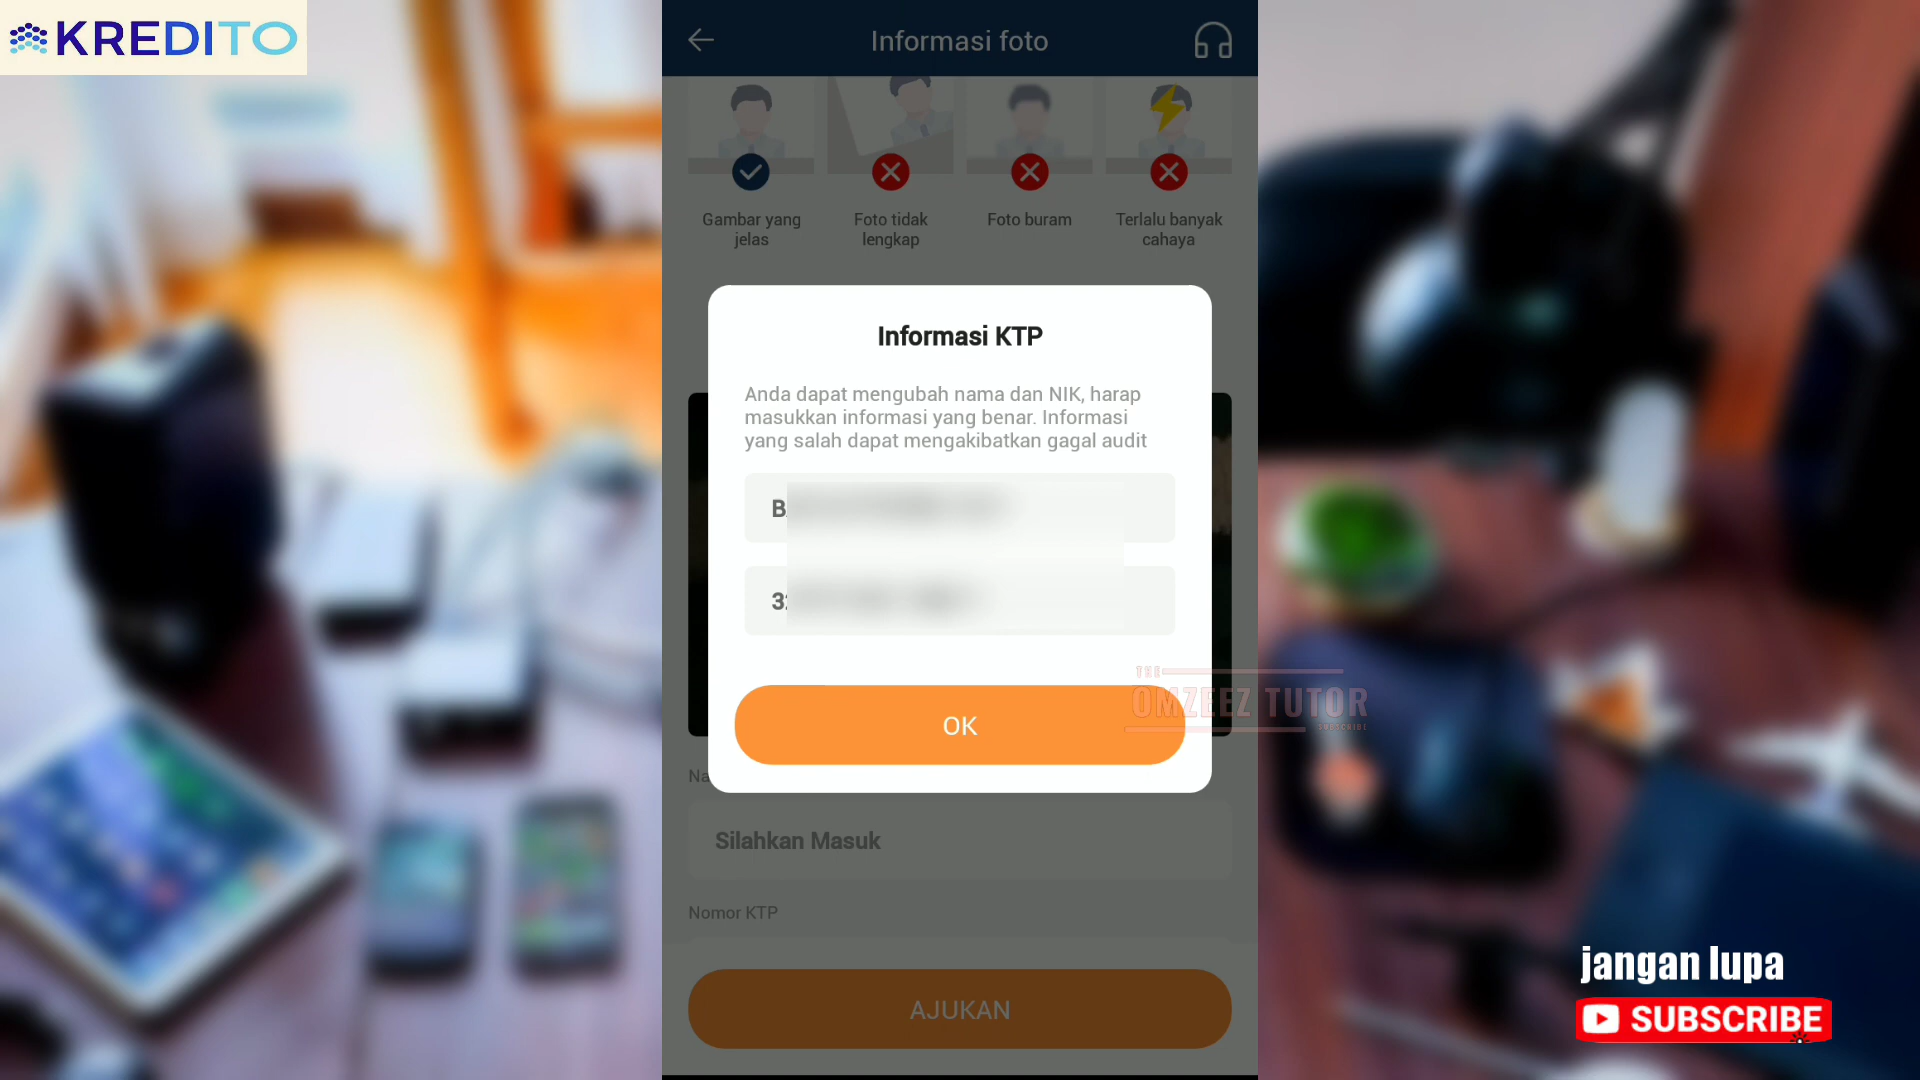 KREDITO
Informasi foto
Gambar yang
jelas
Foto tidak
lengkap
Foto buram
Terlalu banyak
cahaya
Informasi KTP
Anda dapat mengubah nama dan NIK, harap
masukkan informasi yang benar. Informasi
yang salah dapat mengakibatkan gagal audit
THE
OMZEEZ TUTOR
SUBSCRIBE
OK
Silahkan Masuk
Nomor KTP
AJUKAN
jangan lupa
SUBSCRIBE